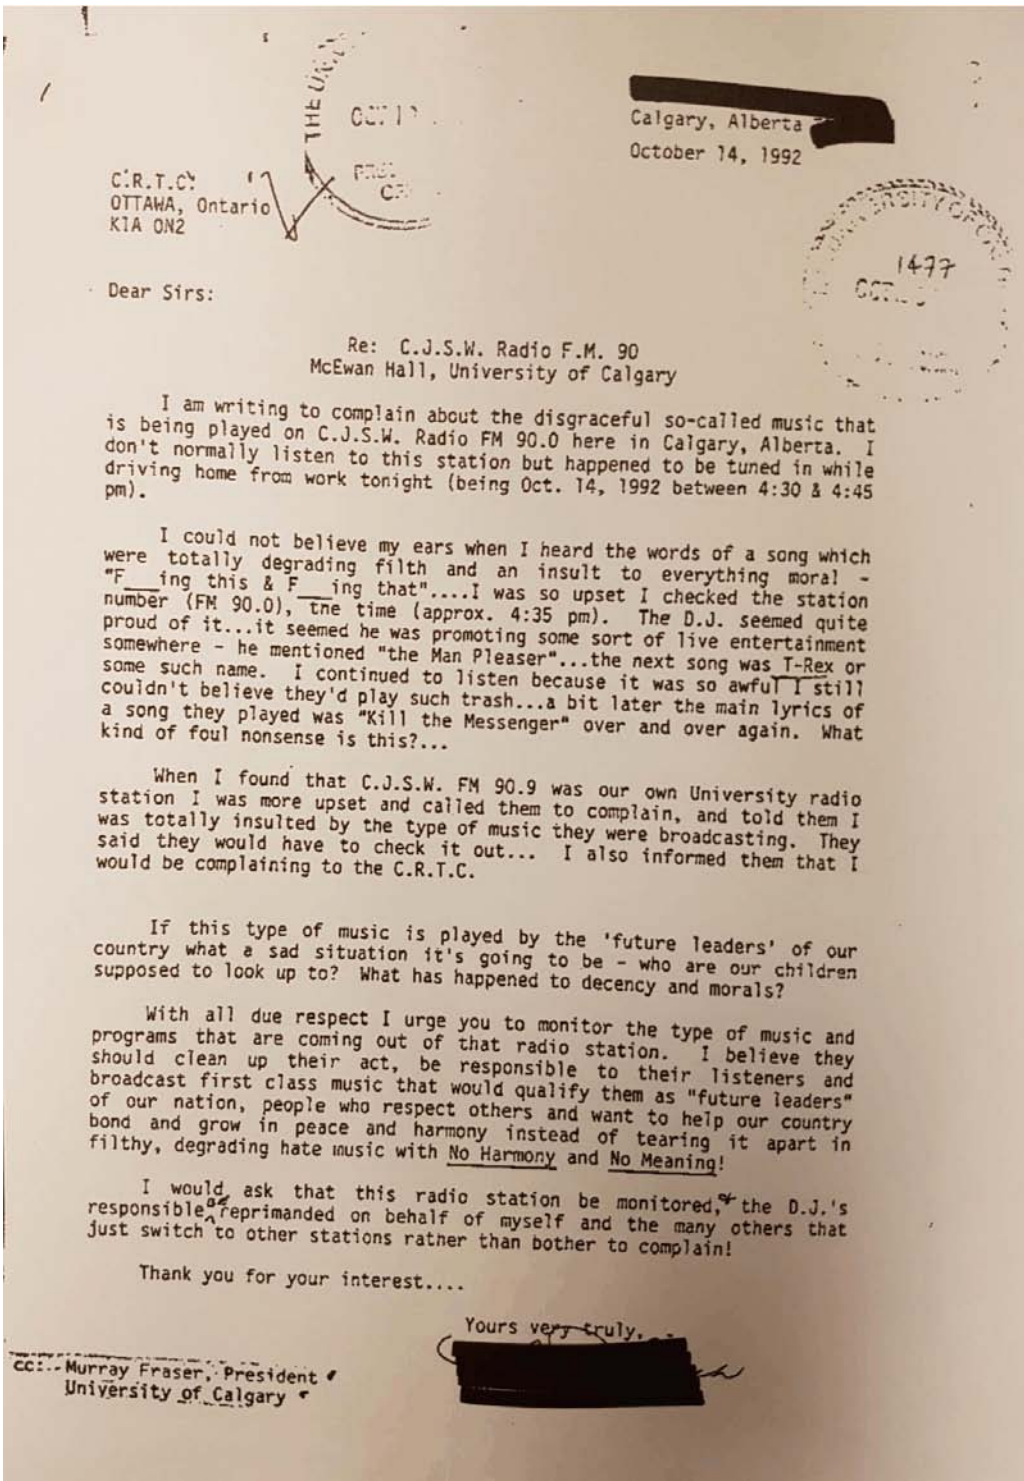 THE UNIV
Calgary, Alberta
October 14, 1992
C.R.T.C.
OTTAWA, Ontario
K1A ON2
UNIVERSITY OF
1477
Dear Sirs:
Re: C.J.S.W. Radio F.M. 90
McEwan Hall, University of Calgary
I am writing to complain about the disgraceful so-called music that
is being played on C.J.S.W. Radio FM 90.0 here in Calgary, Alberta. I
don't normally listen to this station but happened to be tuned in while
driving home from work tonight (being Oct. 14, 1992 between 4:30 & 4:45
pm).
I could not believe my ears when I heard the words of a song which
were totally degrading filth and an insult to everything moral -
"F___ing this & F___ing that"....I was so upset I checked the station
number (FM 90.0), the time (approx. 4:35 pm). The D.J. seemed quite
proud of it...it seemed he was promoting some sort of live entertainment
somewhere - he mentioned "the Man Pleaser"...the next song was T-Rex or
some such name. I continued to listen because it was so awful I still
couldn't believe they'd play such trash...a bit later the main lyrics of
a song they played was "Kill the Messenger" over and over again. What
kind of foul nonsense is this?...
When I found that C.J.S.W. FM 90.9 was our own University radio
station I was more upset and called them to complain, and told them I
was totally insulted by the type of music they were broadcasting. They
said they would have to check it out... I also informed them that I
would be complaining to the C.R.T.C.
If this type of music is played by the 'future leaders' of our
country what a sad situation it's going to be - who are our children
supposed to look up to? What has happened to decency and morals?
With all due respect I urge you to monitor the type of music and
programs that are coming out of that radio station. I believe they
should clean up their act, be responsible to their listeners and
broadcast first class music that would qualify them as "future leaders"
of our nation, people who respect others and want to help our country
bond and grow in peace and harmony instead of tearing it apart in
filthy, degrading hate music with No Harmony and No Meaning!
I would ask that this radio station be monitored, & the D.J.'s
responsible be reprimanded on behalf of myself and the many others that
just switch to other stations rather than bother to complain!
Thank you for your interest....
Yours very truly,
cc: Murray Fraser, President
University of Calgary